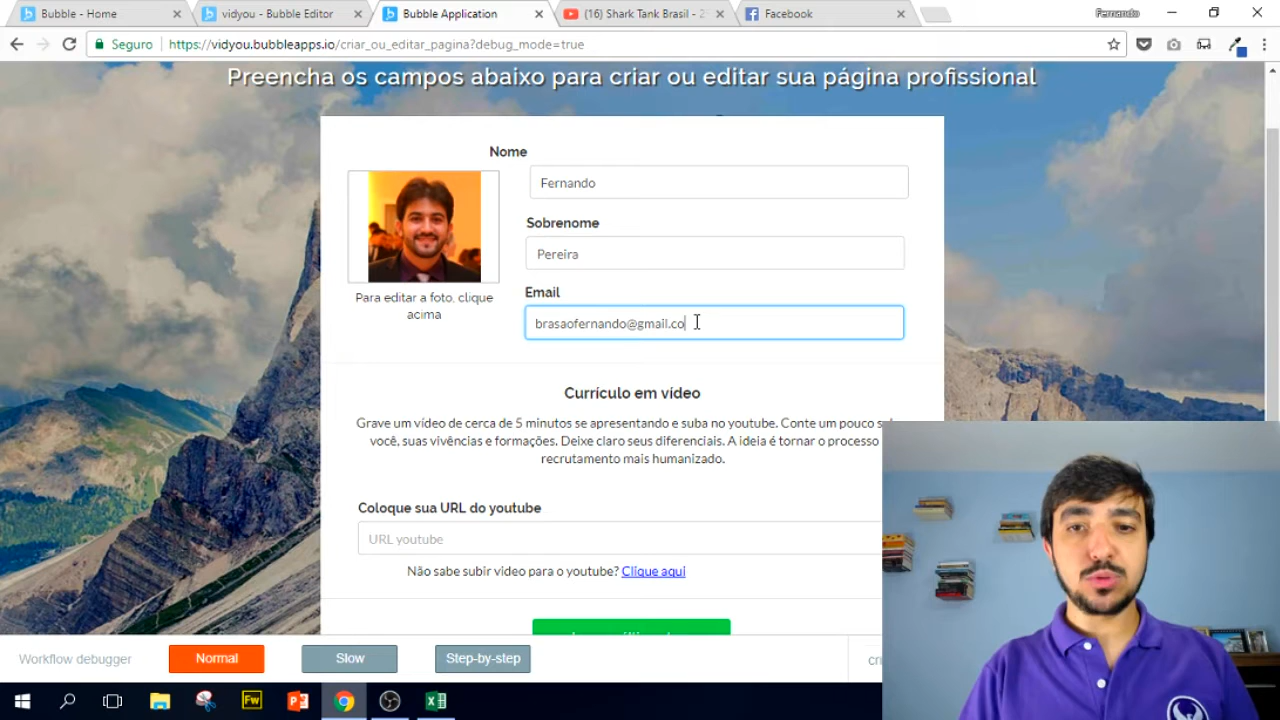 Bubble - Home
vidyou - Bubble Editor
Bubble Application
(16) Shark Tank Brasil - 2
Facebook
Fernando
Seguro
https://vidyou.bubbleapps.io/criar_ou_editar_pagina?debug_mode=true
Preencha os campos abaixo para criar ou editar sua página profissional
Nome
Fernando
Sobrenome
Pereira
Para editar a foto, clique
acima
Email
brasaofernando@gmail.co
Currículo em vídeo
Grave um vídeo de cerca de 5 minutos se apresentando e suba no youtube. Conte um pouco
você, suas vivências e formações. Deixe claro seus diferenciais. A ideia é tornar o processo
recrutamento mais humanizado.
Coloque sua URL do youtube
URL youtube
Não sabe subir video para o youtube? Clique aqui
Workflow debugger
Normal
Slow
Step-by-step
Fw